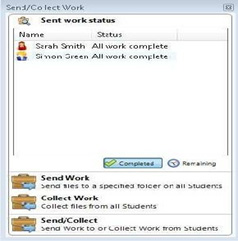 Send/Collect Work
Sent work status
Name Status
Sarah Smith All work complete
Simon Green All work complete
Completed Remaining
Send Work
Send files to a specified folder on all Students
Collect Work
Collect files from all Students
Send/Collect
Send Work to or Collect Work from Students